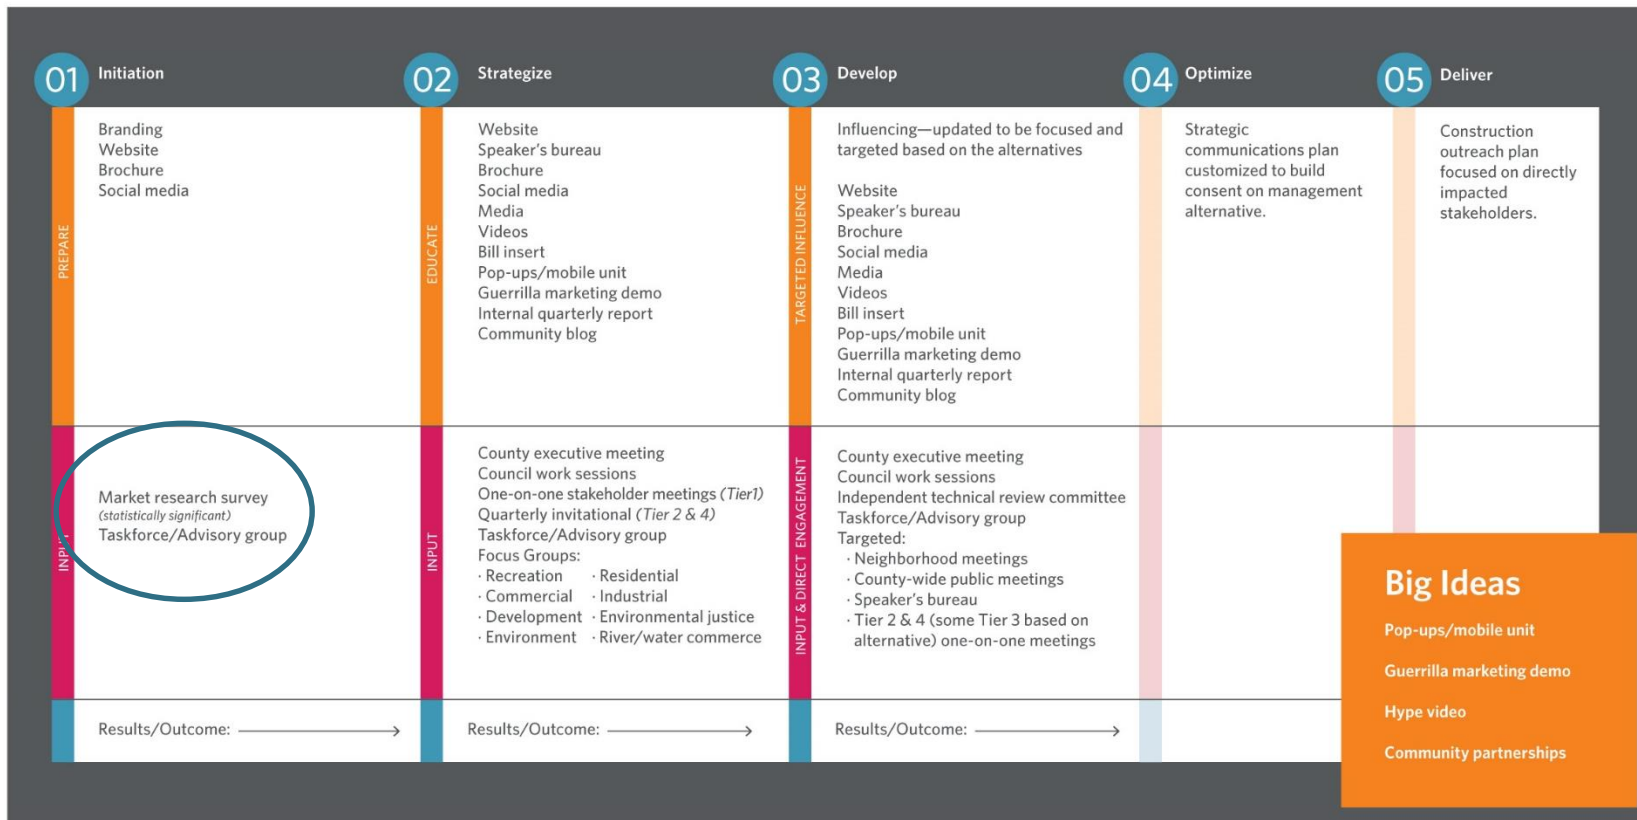 01 Initiation
PREPARE
Branding
Website
Brochure
Social media
INPUT
Market research survey
(statistically significant)
Taskforce/Advisory group
Results/Outcome:
02 Strategize
EDUCATE
Website
Speaker's bureau
Brochure
Social media
Media
Videos
Bill insert
Pop-ups/mobile unit
Guerrilla marketing demo
Internal quarterly report
Community blog
INPUT
County executive meeting
Council work sessions
One-on-one stakeholder meetings (Tier1)
Quarterly invitational (Tier 2 & 4)
Taskforce/Advisory group
Focus Groups:
· Recreation · Residential
· Commercial · Industrial
· Development · Environmental justice
· Environment · River/water commerce
Results/Outcome:
03 Develop
TARGETED INFLUENCE
Influencing—updated to be focused and
targeted based on the alternatives
Website
Speaker's bureau
Brochure
Social media
Media
Videos
Bill insert
Pop-ups/mobile unit
Guerrilla marketing demo
Internal quarterly report
Community blog
INPUT & DIRECT ENGAGEMENT
County executive meeting
Council work sessions
Independent technical review committee
Taskforce/Advisory group
Targeted:
· Neighborhood meetings
· County-wide public meetings
· Speaker's bureau
· Tier 2 & 4 (some Tier 3 based on
alternative) one-on-one meetings
Results/Outcome:
04 Optimize
Strategic
communications plan
customized to build
consent on management
alternative.
05 Deliver
Construction
outreach plan
focused on directly
impacted
stakeholders.
Big Ideas
Pop-ups/mobile unit
Guerrilla marketing demo
Hype video
Community partnerships